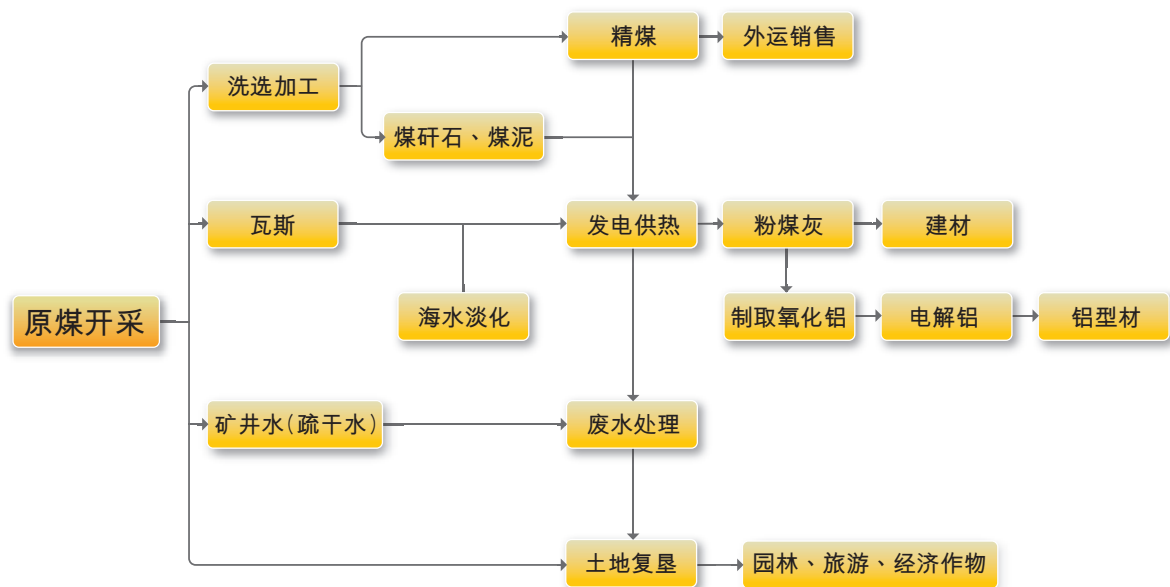 精煤
外运销售
洗选加工
煤矸石、煤泥
瓦斯
发电供热
粉煤灰
建材
原煤开采
海水淡化
制取氧化铝
电解铝
铝型材
矿井水(疏干水)
废水处理
土地复垦
园林、旅游、经济作物